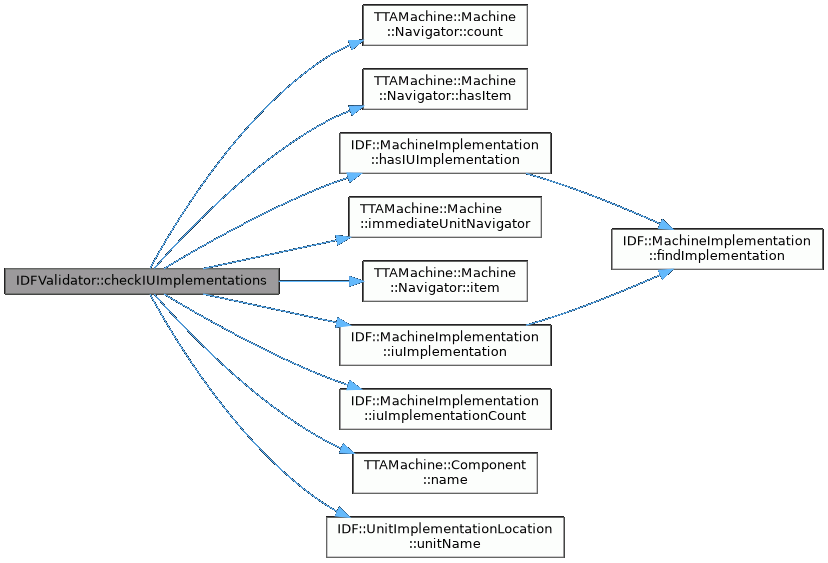 TTAMachine::Machine
::Navigator::count
TTAMachine::Machine
::Navigator::hasItem
IDF::MachineImplementation
::hasIUImplementation
TTAMachine::Machine
::immediateUnitNavigator
IDF::MachineImplementation
::findImplementation
IDFValidator::checkIUImplementations
TTAMachine::Machine
::Navigator::item
IDF::MachineImplementation
::iuImplementation
IDF::MachineImplementation
::iuImplementationCount
TTAMachine::Component
::name
IDF::UnitImplementationLocation
::unitName